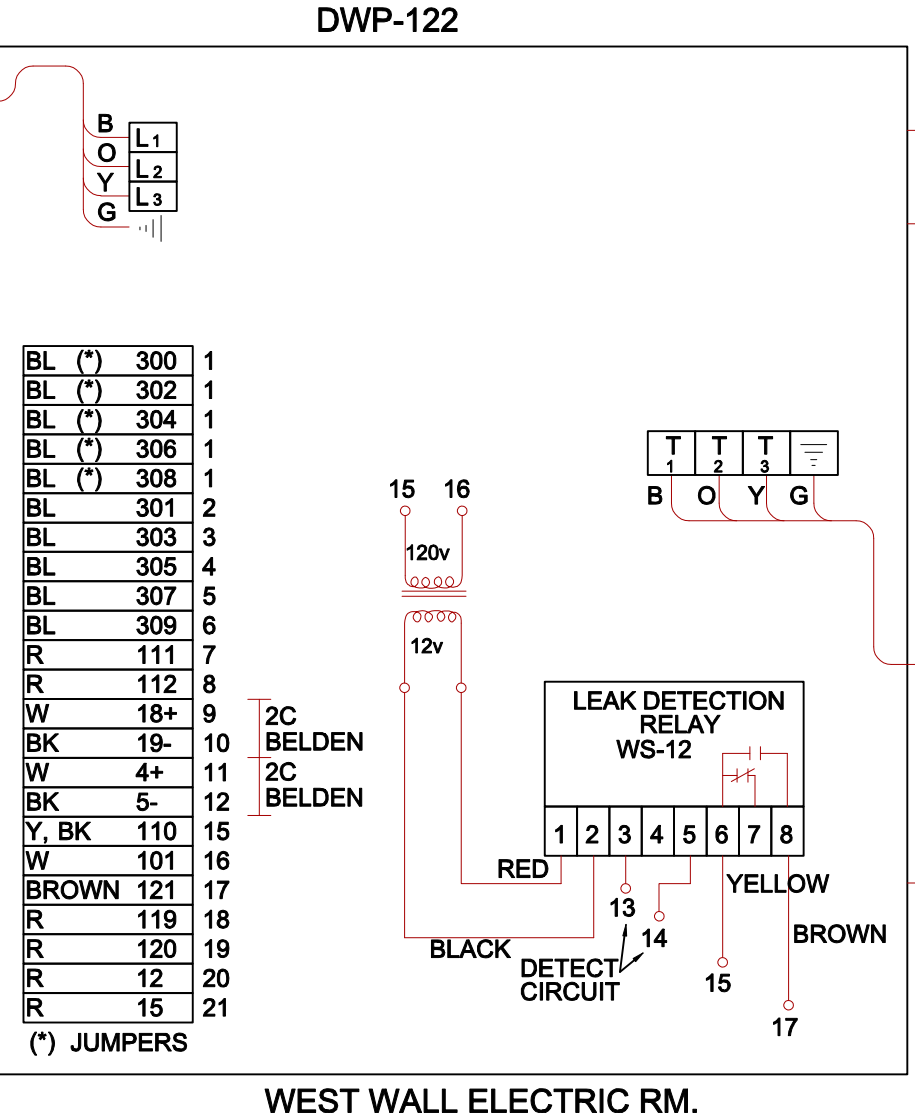 DWP-122
B L1
O L2
Y L3
G
BL (*) 300 1
BL (*) 302 1
BL (*) 304 1
BL (*) 306 1
BL (*) 308 1
BL 301 2
BL 303 3
BL 305 4
BL 307 5
BL 309 6
R 111 7
R 112 8
W 18+ 9
BK 19- 10
W 4+ 11
BK 5- 12
Y, BK 110 15
W 101 16
BROWN 121 17
R 119 18
R 120 19
R 12 20
R 15 21
(*) JUMPERS
2C
BELDEN
2C
BELDEN
15 16
120v
12v
T1 T2 T3
B O Y G
LEAK DETECTION
RELAY
WS-12
1 2 3 4 5 6 7 8
RED
YELLOW
13
BLACK
14
BROWN
DETECT
CIRCUIT
15
17
WEST WALL ELECTRIC RM.